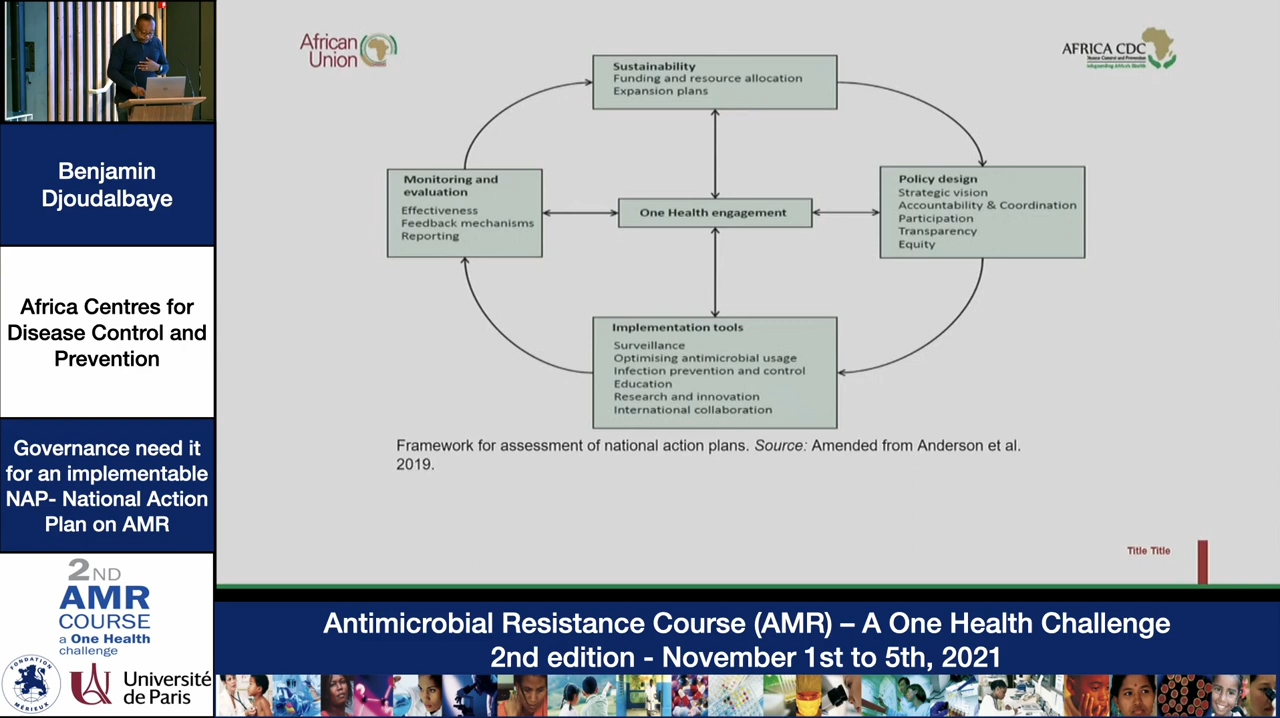 African
Union
AFRICA CDC
Safeguarding Africa's Health
Sustainability
Funding and resource allocation
Expansion plans
Monitoring and
evaluation
Effectiveness
Feedback mechanisms
Reporting
One Health engagement
Policy design
Strategic vision
Accountability & Coordination
Participation
Transparency
Equity
Implementation tools
Surveillance
Optimising antimicrobial usage
Infection prevention and control
Education
Research and innovation
International collaboration
Framework for assessment of national action plans. Source: Amended from Anderson et al.
2019.
Title Title
Benjamin
Djoudalbaye
Africa Centres for
Disease Control and
Prevention
Governance need it
for an implementable
NAP- National Action
Plan on AMR
2ND
AMR
COURSE
a One Health
challenge
FONDATION
MÉRIEUX
Université
de Paris
Antimicrobial Resistance Course (AMR) – A One Health Challenge
2nd edition - November 1st to 5th, 2021